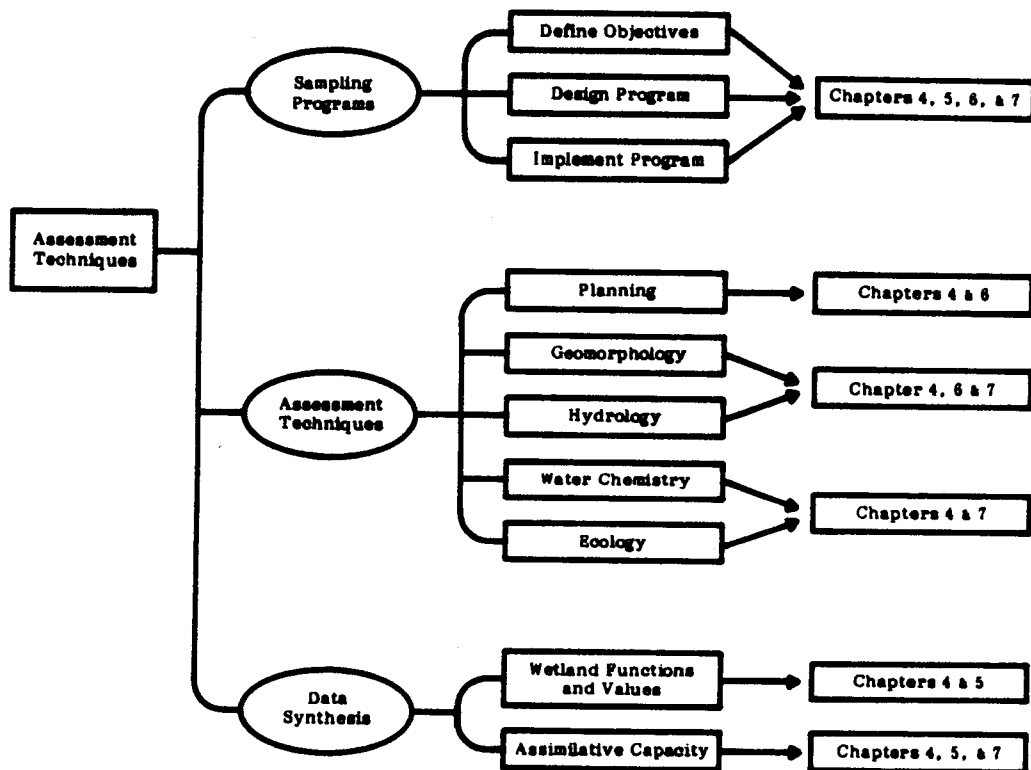 Assessment
Techniques
Sampling
Programs
Define Objectives
Design Program
Implement Program
Chapters 4, 5, 6, & 7
Assessment
Techniques
Planning
Geomorphology
Hydrology
Water Chemistry
Ecology
Chapters 4 & 6
Chapter 4, 6 & 7
Chapters 4 & 7
Data
Synthesis
Wetland Functions
and Values
Assimilative Capacity
Chapters 4 & 5
Chapters 4, 5, & 7